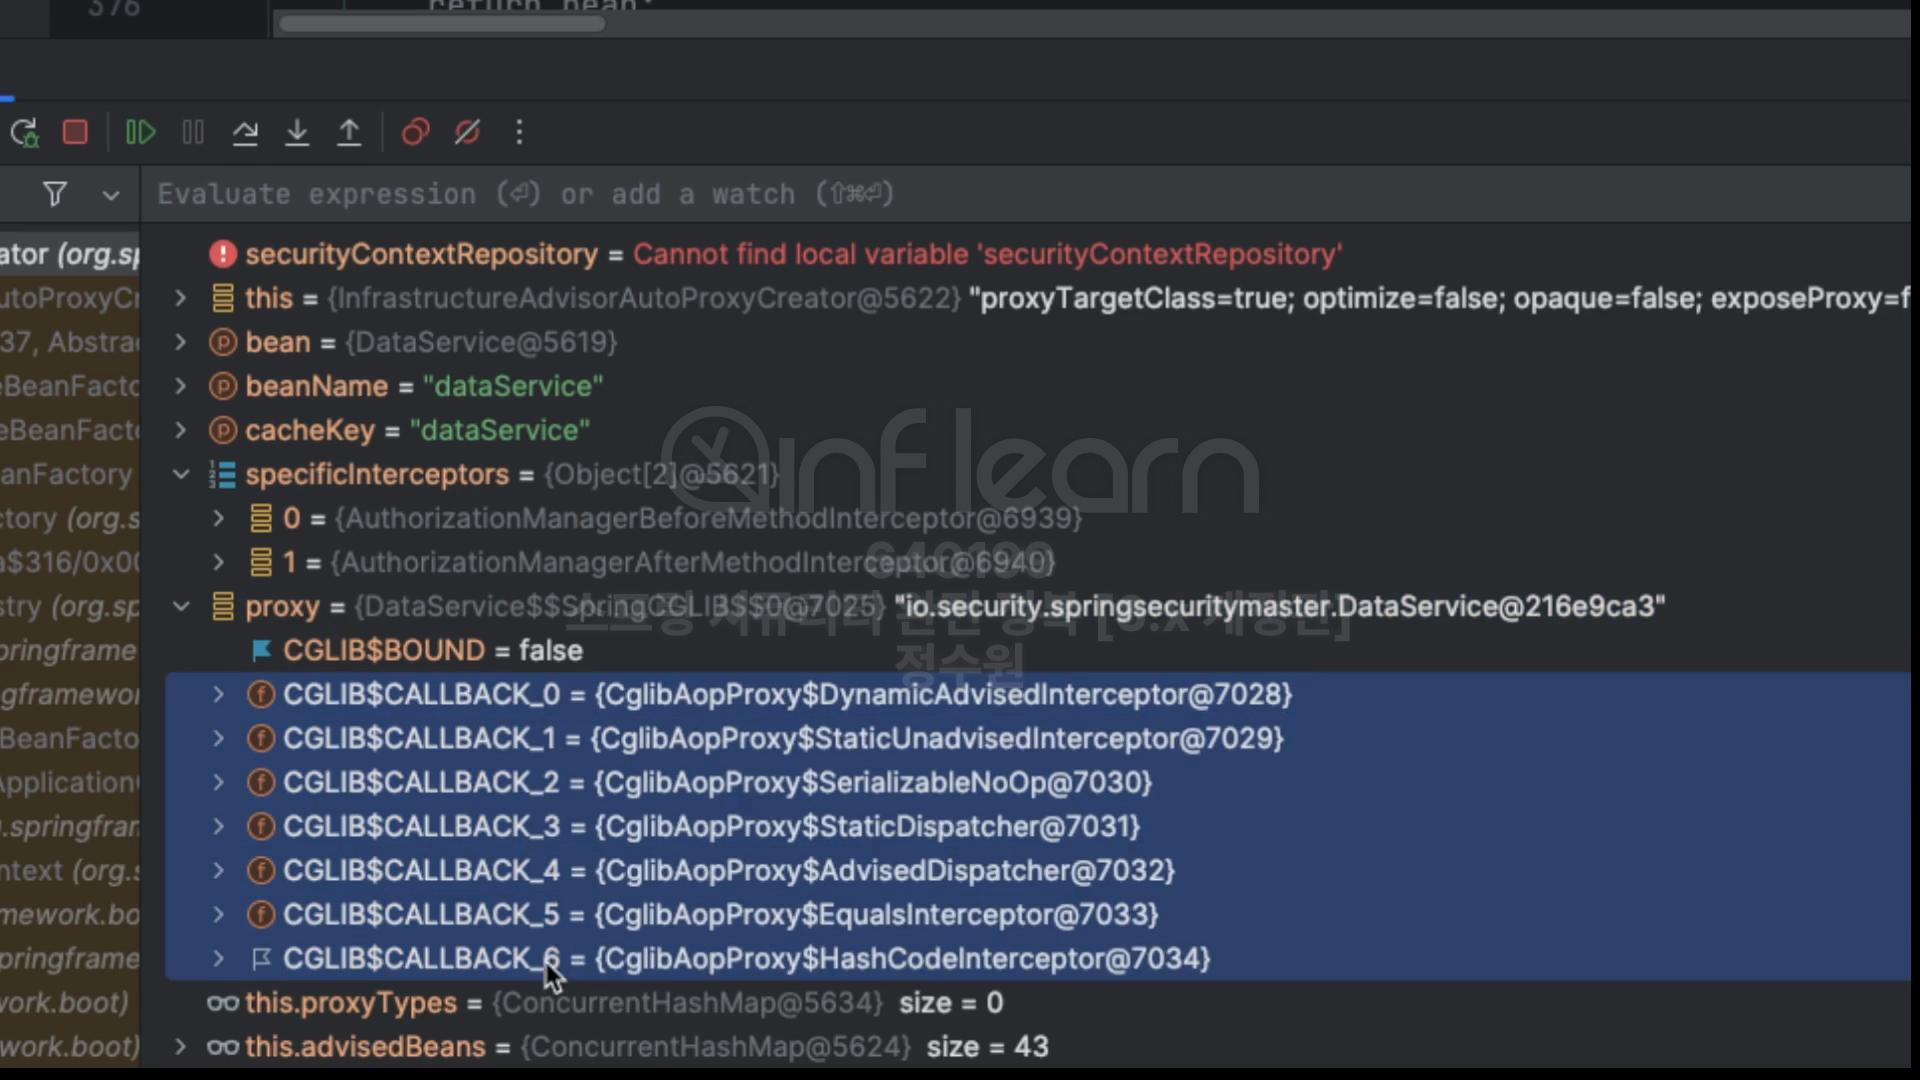 376
return bean;
Evaluate expression (⏎) or add a watch (⇧⌘⏎)
ator (org.sp
securityContextRepository = Cannot find local variable 'securityContextRepository'
utoProxyCr
this = {InfrastructureAdvisorAutoProxyCreator@5622} "proxyTargetClass=true; optimize=false; opaque=false; exposeProxy=f
37, Abstra
bean = {DataService@5619}
eBeanFacto
beanName = "dataService"
eBeanFacto
cacheKey = "dataService"
anFactory
specificInterceptors = {Object[2]@5621}
inflearn
ctory (org.s
0 = {AuthorizationManagerBeforeMethodInterceptor@6939}
a$316/0x00
1 = {AuthorizationManagerAfterMethodInterceptor@6940}
stry (org.sp
proxy = {DataService$$SpringCGLIB$$0@7025} "io.security.springsecuritymaster.DataService@216e9ca3"
스프링 시큐리티 완전 정복 [6.x 개정판]
pringframe
CGLIB$BOUND = false
정수원
ngframewor
CGLIB$CALLBACK_0 = {CglibAopProxy$DynamicAdvisedInterceptor@7028}
BeanFacto
CGLIB$CALLBACK_1 = {CglibAopProxy$StaticUnadvisedInterceptor@7029}
Application
CGLIB$CALLBACK_2 = {CglibAopProxy$SerializableNoOp@7030}
.springfran
CGLIB$CALLBACK_3 = {CglibAopProxy$StaticDispatcher@7031}
ntext (org.s
CGLIB$CALLBACK_4 = {CglibAopProxy$AdvisedDispatcher@7032}
mework.bo
CGLIB$CALLBACK_5 = {CglibAopProxy$EqualsInterceptor@7033}
pringframe
CGLIB$CALLBACK_6 = {CglibAopProxy$HashCodeInterceptor@7034}
work.boot)
this.proxyTypes = {ConcurrentHashMap@5634} size = 0
work.boot)
this.advisedBeans = {ConcurrentHashMap@5624} size = 43